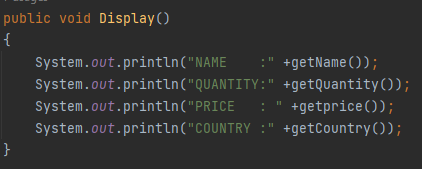 public void Display()
{
    System.out.println("NAME    :" +getName());
    System.out.println("QUANTITY:" +getQuantity());
    System.out.println("PRICE   : " +getprice());
    System.out.println("COUNTRY :" +getCountry());
}